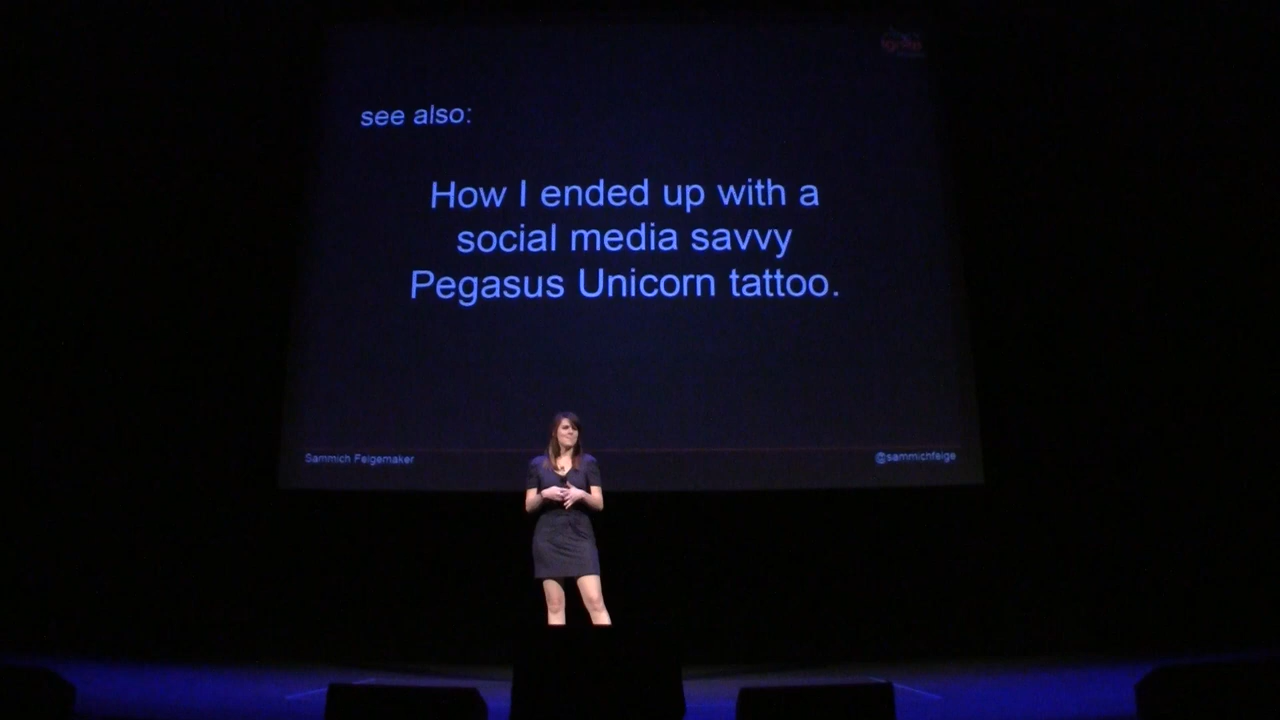 see also:
How I ended up with a
social media savvy
Pegasus Unicorn tattoo.
Sammich Feigemaker
@sammichfeige